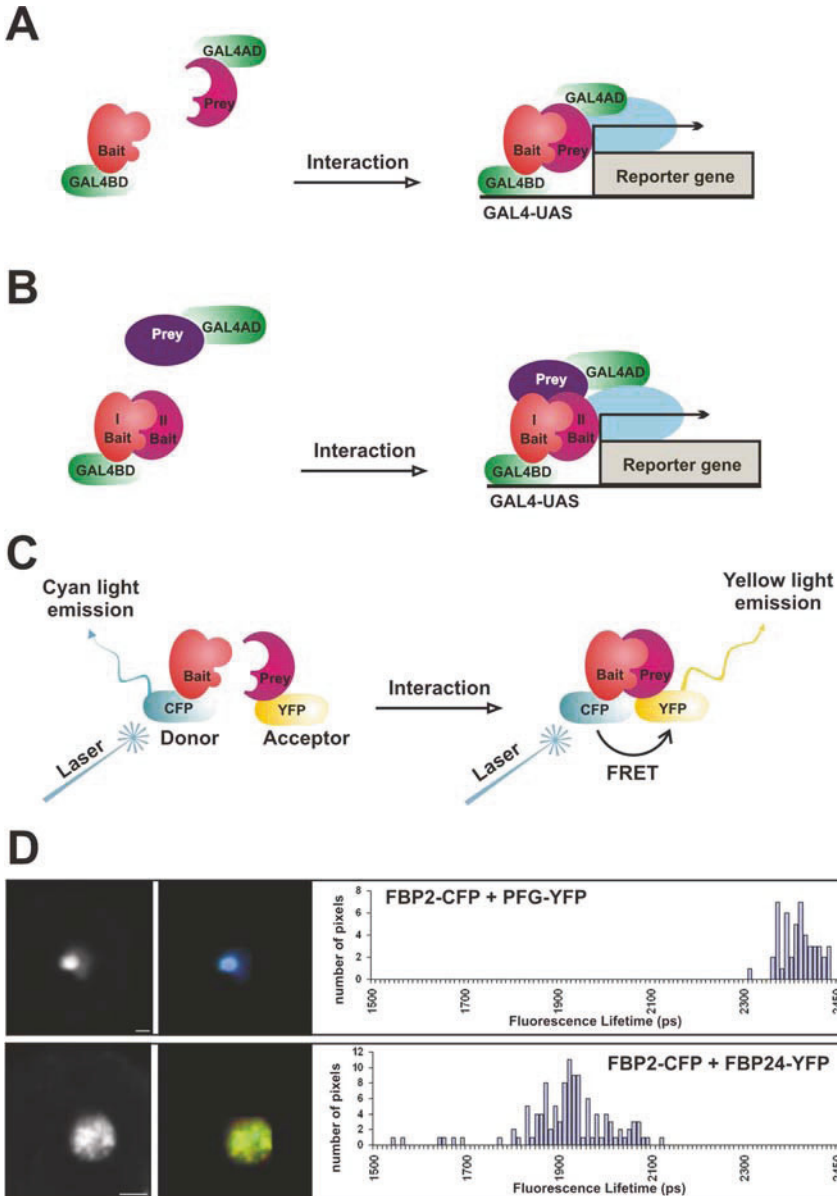 A
GAL4AD
Prey
Bait
GAL4BD
Interaction
GAL4AD
Bait
Prey
GAL4BD
Reporter gene
GAL4-UAS
B
Prey
GAL4AD
I
II
Bait
Bait
GAL4BD
Interaction
Prey
GAL4AD
I
II
Bait
Bait
GAL4BD
Reporter gene
GAL4-UAS
C
Cyan light
emission
Bait
Prey
CFP
YFP
Donor
Acceptor
Laser
Interaction
Yellow light
emission
Bait
Prey
CFP
YFP
FRET
Laser
D
FBP2-CFP + PFG-YFP
number of pixels
8
6
4
2
0
1500
1700
1900
2100
2300
2450
Fluorescence Lifetime (ps)
FBP2-CFP + FBP24-YFP
number of pixels
12
10
8
6
4
2
0
1500
1700
1900
2100
2300
2450
Fluorescence Lifetime (ps)